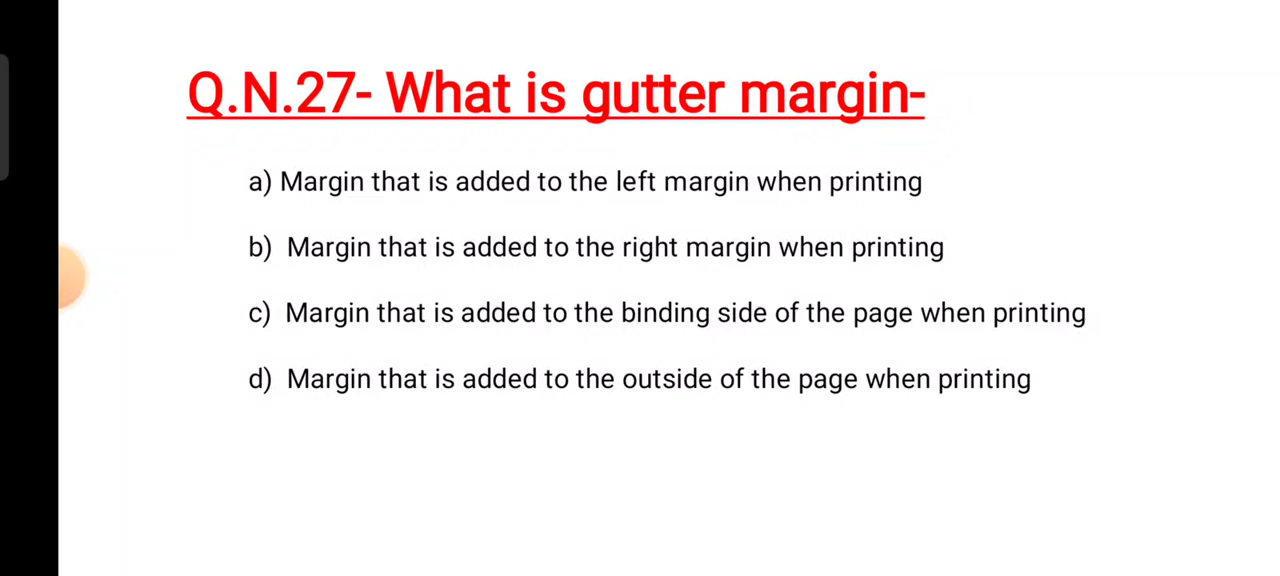 Q.N.27- What is gutter margin-
a) Margin that is added to the left margin when printing
b) Margin that is added to the right margin when printing
c) Margin that is added to the binding side of the page when printing
d) Margin that is added to the outside of the page when printing